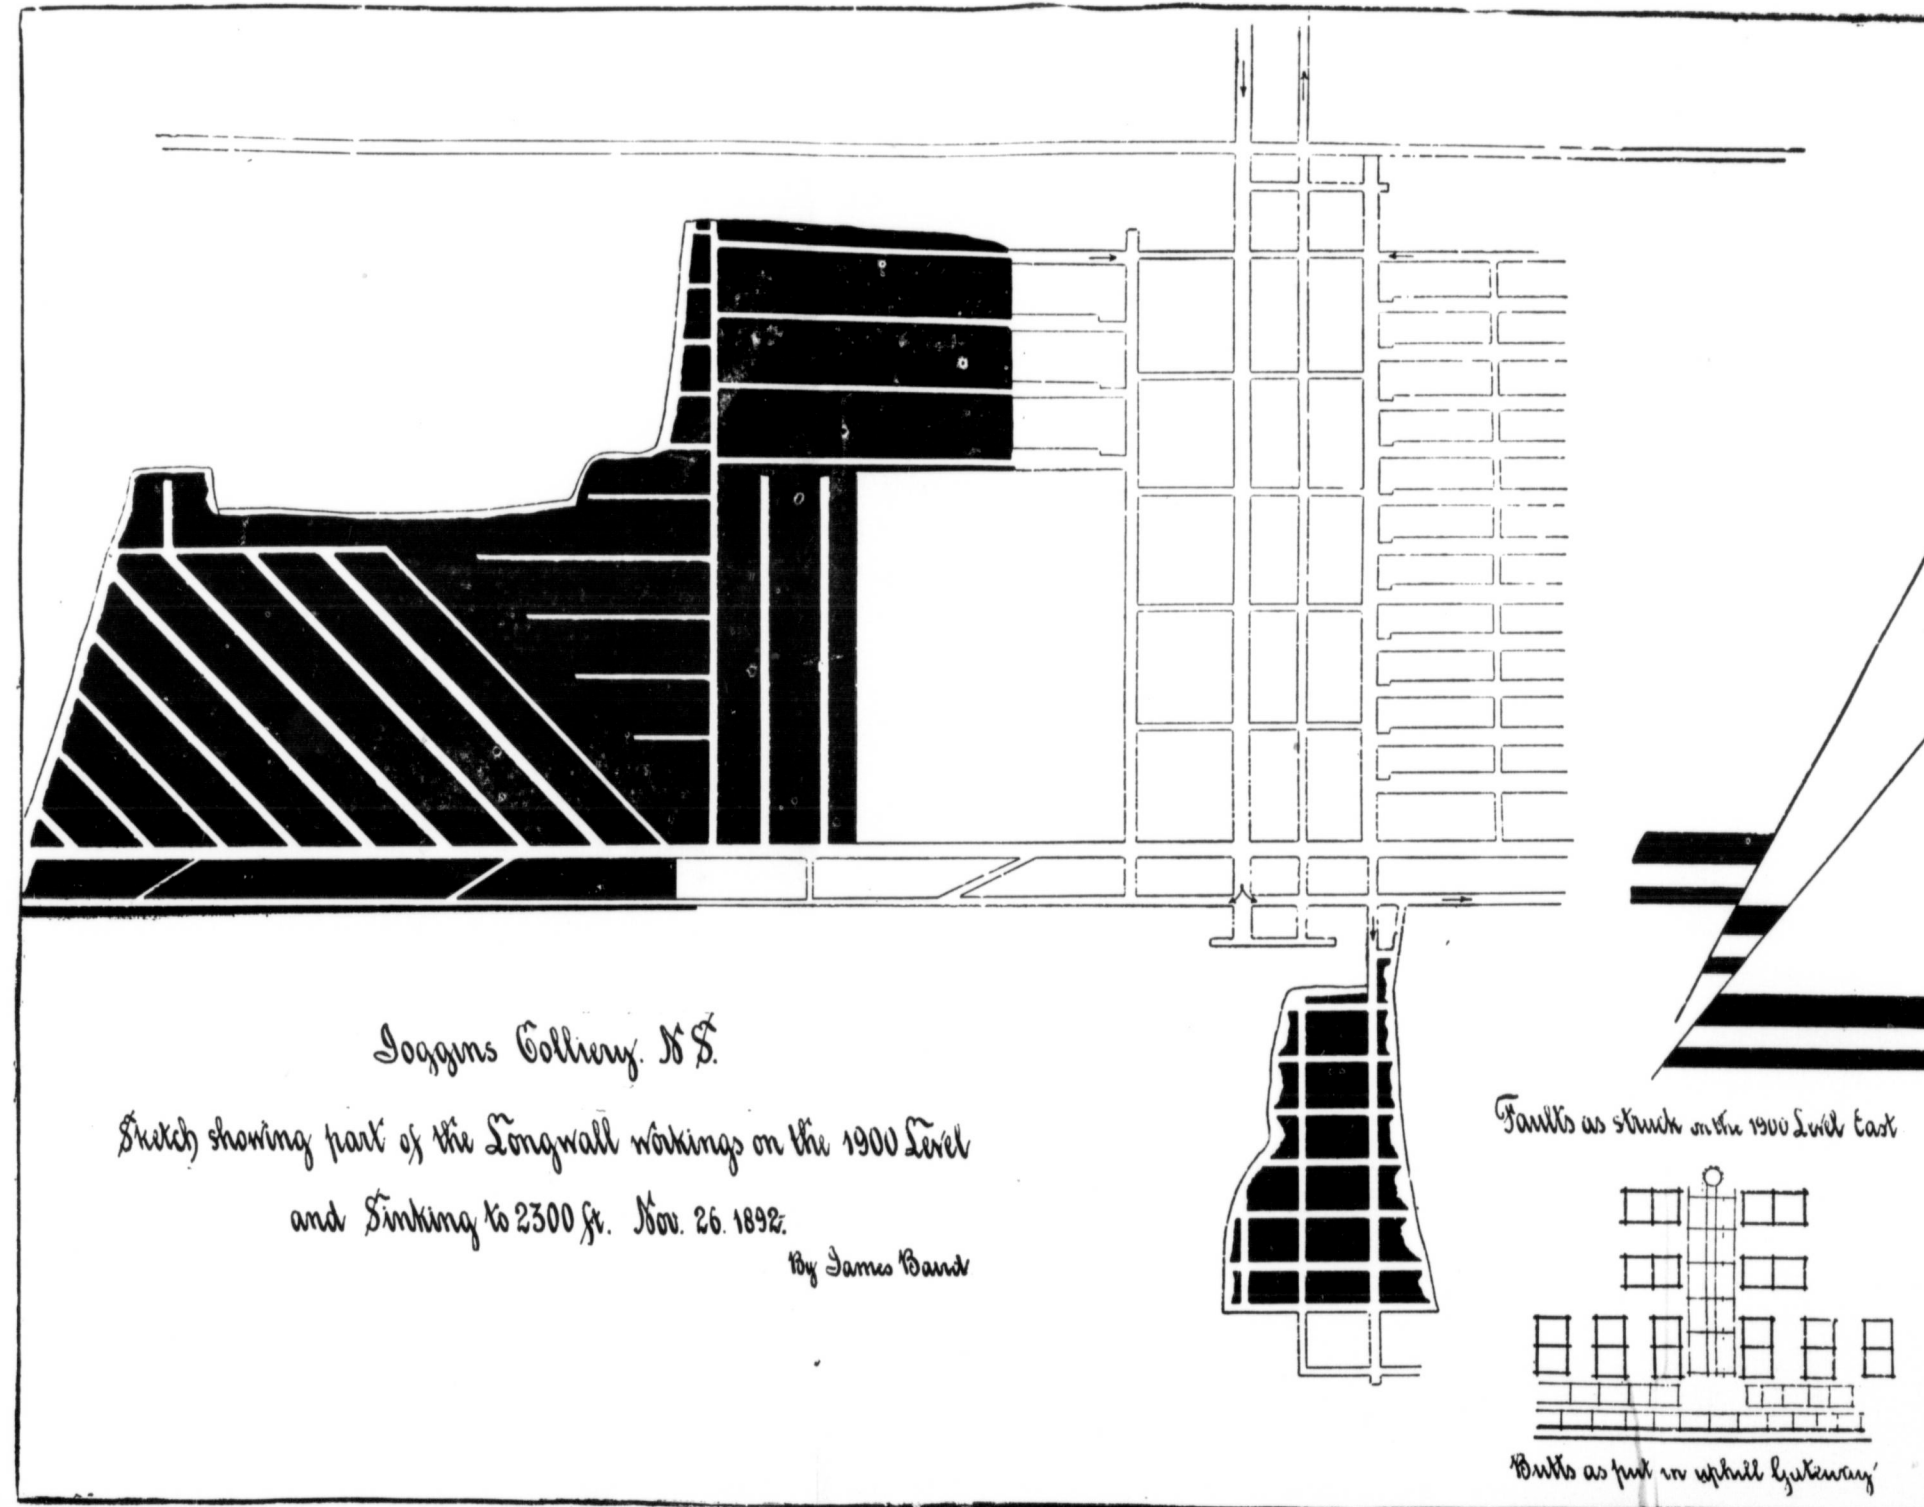 Joggins Colliery. N S.
Sketch showing part of the Longwall workings on the 1900 Level
and Sinking to 2300 ft. Nov. 26. 1892.
By James Baird
Faults as struck on the 1900 Level East
Butts as put in uphill Gateway